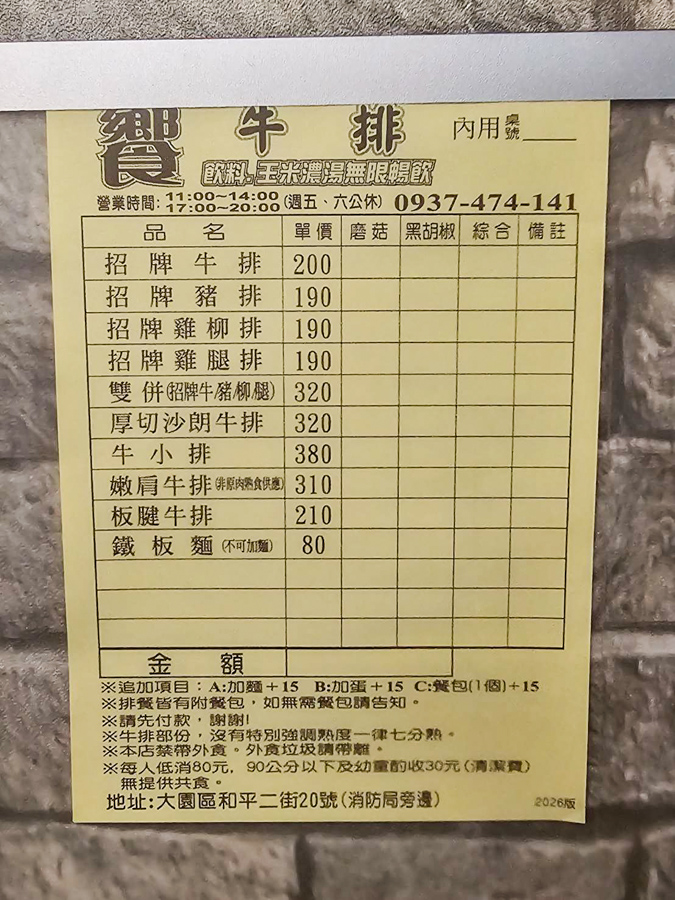 饗 牛 排 內用桌號____
飲料、玉米濃湯無限暢飲
營業時間: 11:00~14:00 17:00~20:00 (週五、六公休) 0937-474-141
品 名 單價 磨菇 黑胡椒 綜合 備註
招牌牛排 200
招牌豬排 190
招牌雞柳排 190
招牌雞腿排 190
雙併(招牌牛/豬/柳/腿) 320
厚切沙朗牛排 320
牛小排 380
嫩肩牛排(非原肉熟食供應) 310
板腱牛排 210
鐵板麵(不可加麵) 80
金 額
※追加項目：A:加麵＋15 B:加蛋＋15 C:餐包(1個)＋15
※排餐皆有附餐包，如無需餐包請告知。
※請先付款，謝謝!
※牛排部份，沒有特別強調熟度一律七分熟。
※本店禁帶外食。外食垃圾請帶離。
※每人低消80元，90公分以下及幼童酌收30元(清潔費)
無提供共食。
地址:大園區和平二街20號(消防局旁邊) 2026版